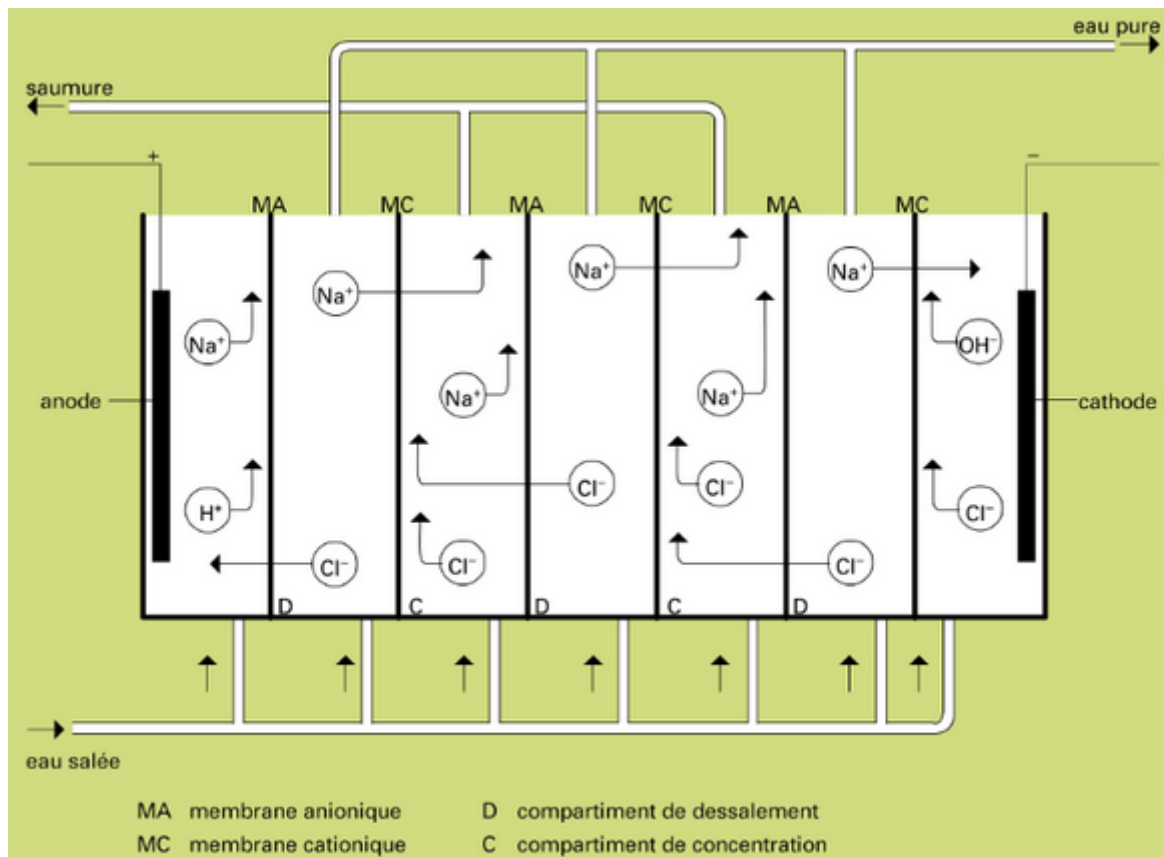 eau pure
saumure
+
−
MA MC MA MC MA MC
Na⁺ Na⁺ Na⁺
Na⁺ OH⁻
anode Na⁺ Na⁺ cathode
Cl⁻ Cl⁻
H⁺ Cl⁻
Cl⁻ Cl⁻ Cl⁻
D C D C D
eau salée
MA membrane anionique D compartiment de dessalement
MC membrane cationique C compartiment de concentration